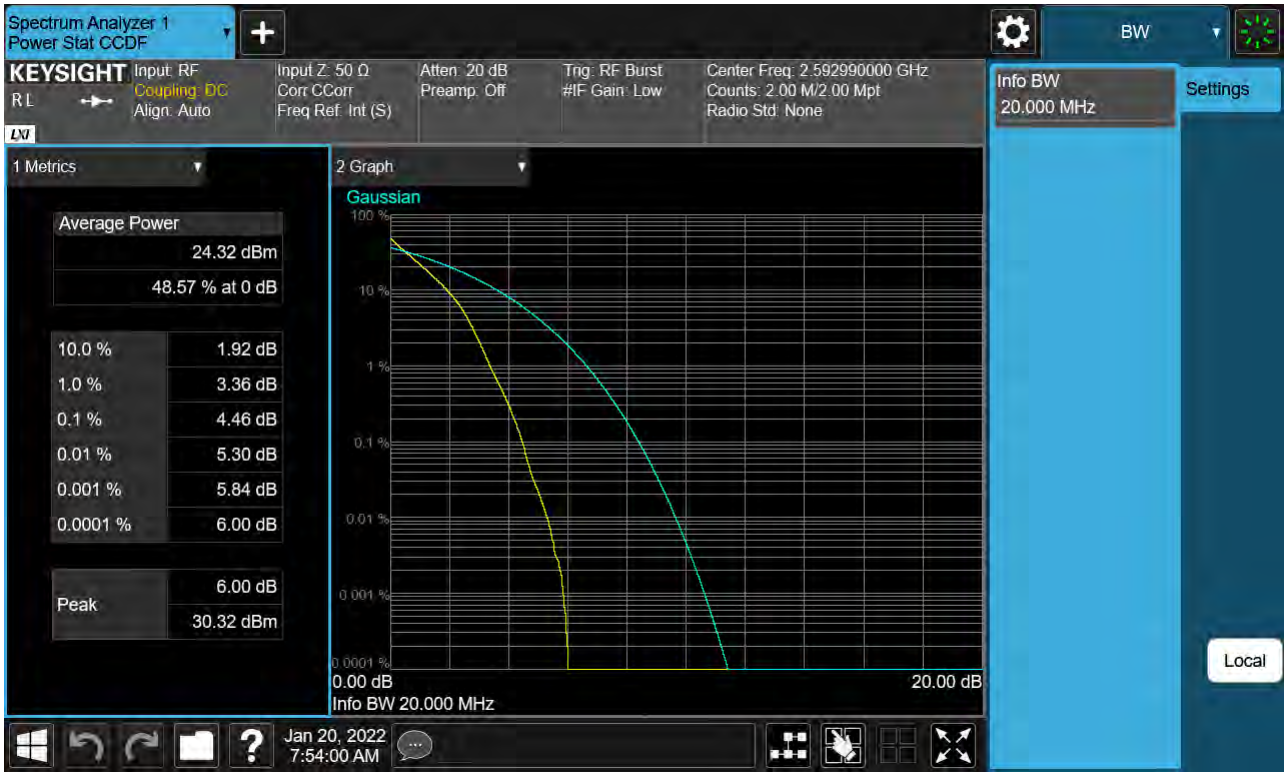 Spectrum Analyzer 1
Power Stat CCDF
BW
KEYSIGHT
R L
LXI
Input: RF
Coupling: DC
Align: Auto
Input Z: 50 Ω
Corr CCorr
Freq Ref: Int (S)
Atten: 20 dB
Preamp: Off
Trig: RF Burst
#IF Gain: Low
Center Freq: 2.592990000 GHz
Counts: 2.00 M/2.00 Mpt
Radio Std: None
Info BW
20.000 MHz
Settings
1 Metrics
Average Power
24.32 dBm
48.57 % at 0 dB
10.0 % 1.92 dB
1.0 % 3.36 dB
0.1 % 4.46 dB
0.01 % 5.30 dB
0.001 % 5.84 dB
0.0001 % 6.00 dB
Peak
6.00 dB
30.32 dBm
2 Graph
Gaussian
100 %
10 %
1 %
0.1 %
0.01 %
0.001 %
0.0001 %
0.00 dB 20.00 dB
Info BW 20.000 MHz
Local
?
Jan 20, 2022
7:54:00 AM